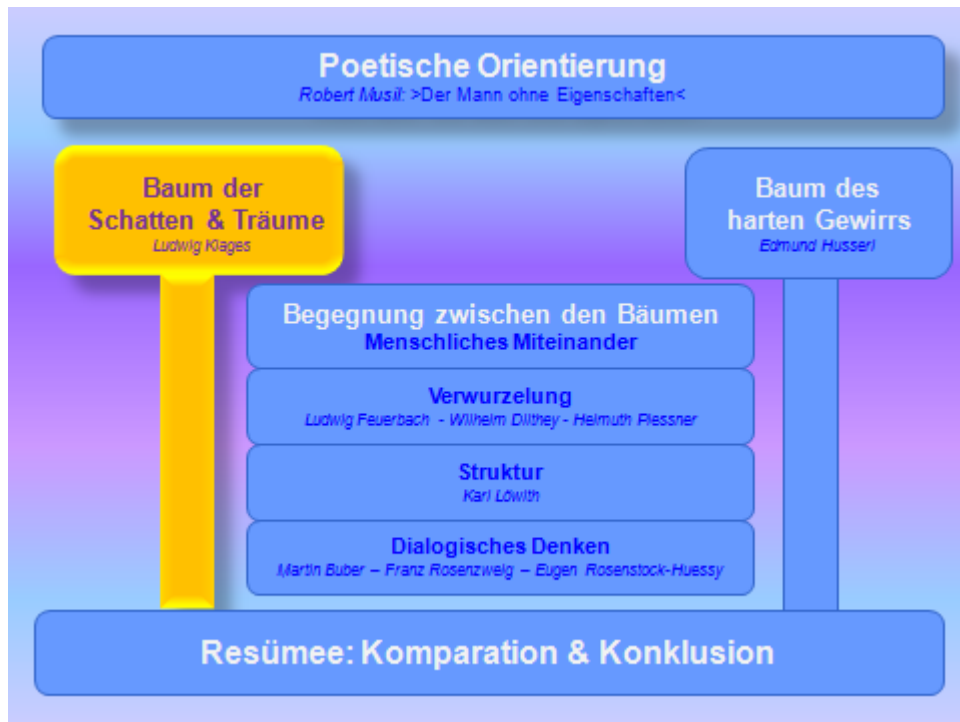 Poetische Orientierung
Robert Musil: >Der Mann ohne Eigenschaften<
Baum der
Schatten & Träume
Ludwig Klages
Baum des
harten Gewirrs
Edmund Husserl
Begegnung zwischen den Bäumen
Menschliches Miteinander
Verwurzelung
Ludwig Feuerbach - Wilhelm Dilthey - Helmuth Plessner
Struktur
Karl Löwith
Dialogisches Denken
Martin Buber – Franz Rosenzweig – Eugen Rosenstock-Huessy
Resümee: Komparation & Konklusion